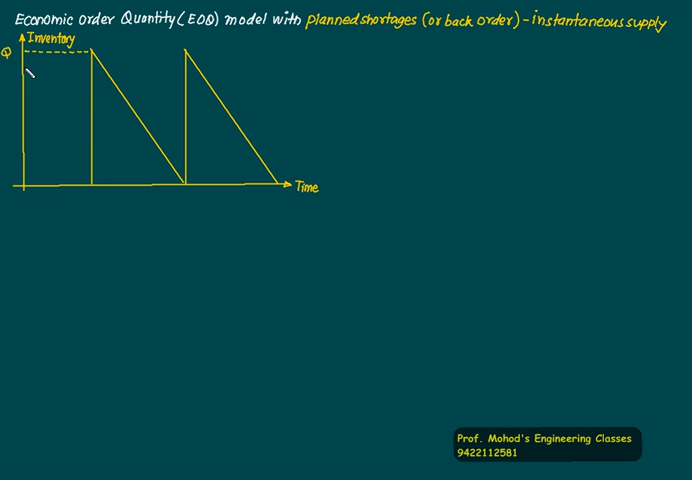 Economic order Quantity (EOQ) model with planned shortages (or back order) - instantaneous supply
Inventory
Q
Time
Prof. Mohod's Engineering Classes
9422112581